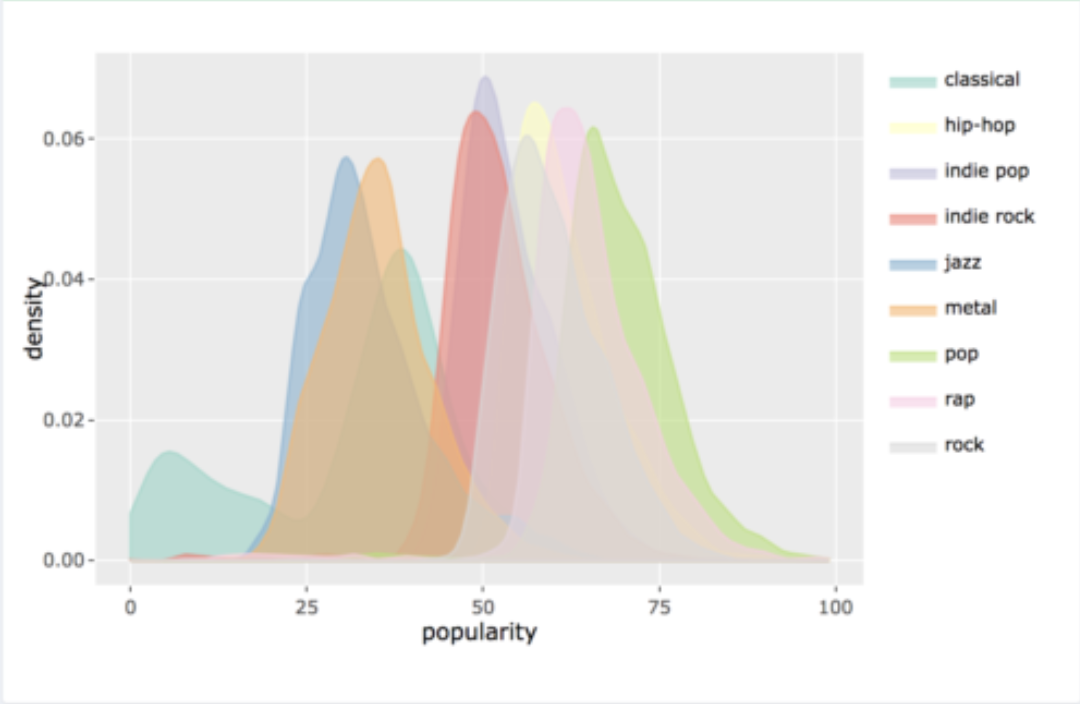 0.06
0.04
0.02
0.00
density
0 25 50 75 100
popularity
classical
hip-hop
indie pop
indie rock
jazz
metal
pop
rap
rock